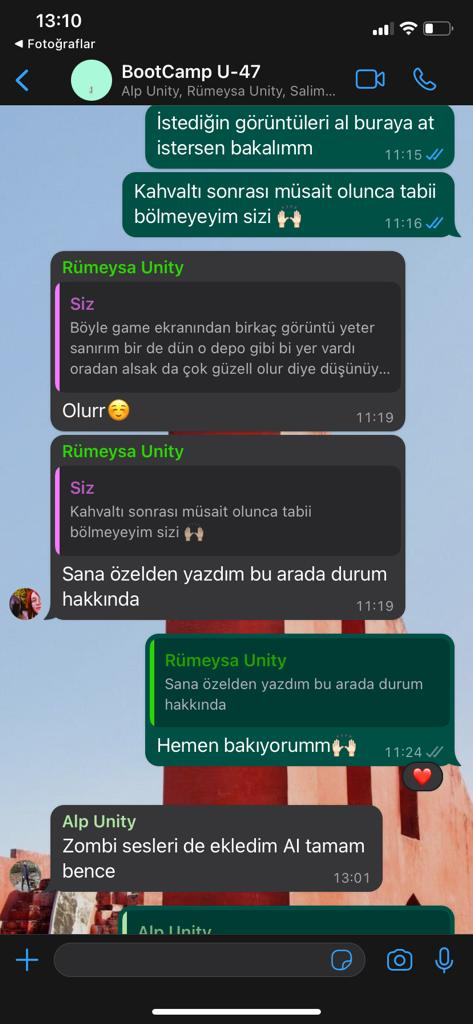 13:10
◀ Fotoğraflar
BootCamp U-47
Alp Unity, Rümeysa Unity, Salim...
İstediğin görüntüleri al buraya at
istersen bakalımm
11:15
Kahvaltı sonrası müsait olunca tabii
bölmeyeyim sizi 🙌🏻
11:16
Rümeysa Unity
Siz
Böyle game ekranından birkaç görüntü yeter
sanırım bir de dün o depo gibi bi yer vardı
oradan alsak da çok güzell olur diye düşünüy...
Olurr☺️
11:19
Rümeysa Unity
Siz
Kahvaltı sonrası müsait olunca tabii
bölmeyeyim sizi 🙌🏻
Sana özelden yazdım bu arada durum
hakkında
11:19
Rümeysa Unity
Sana özelden yazdım bu arada durum
hakkında
Hemen bakıyorumm🙌🏻
11:24
Alp Unity
Zombi sesleri de ekledim AI tamam
bence
13:01
Alp Unity